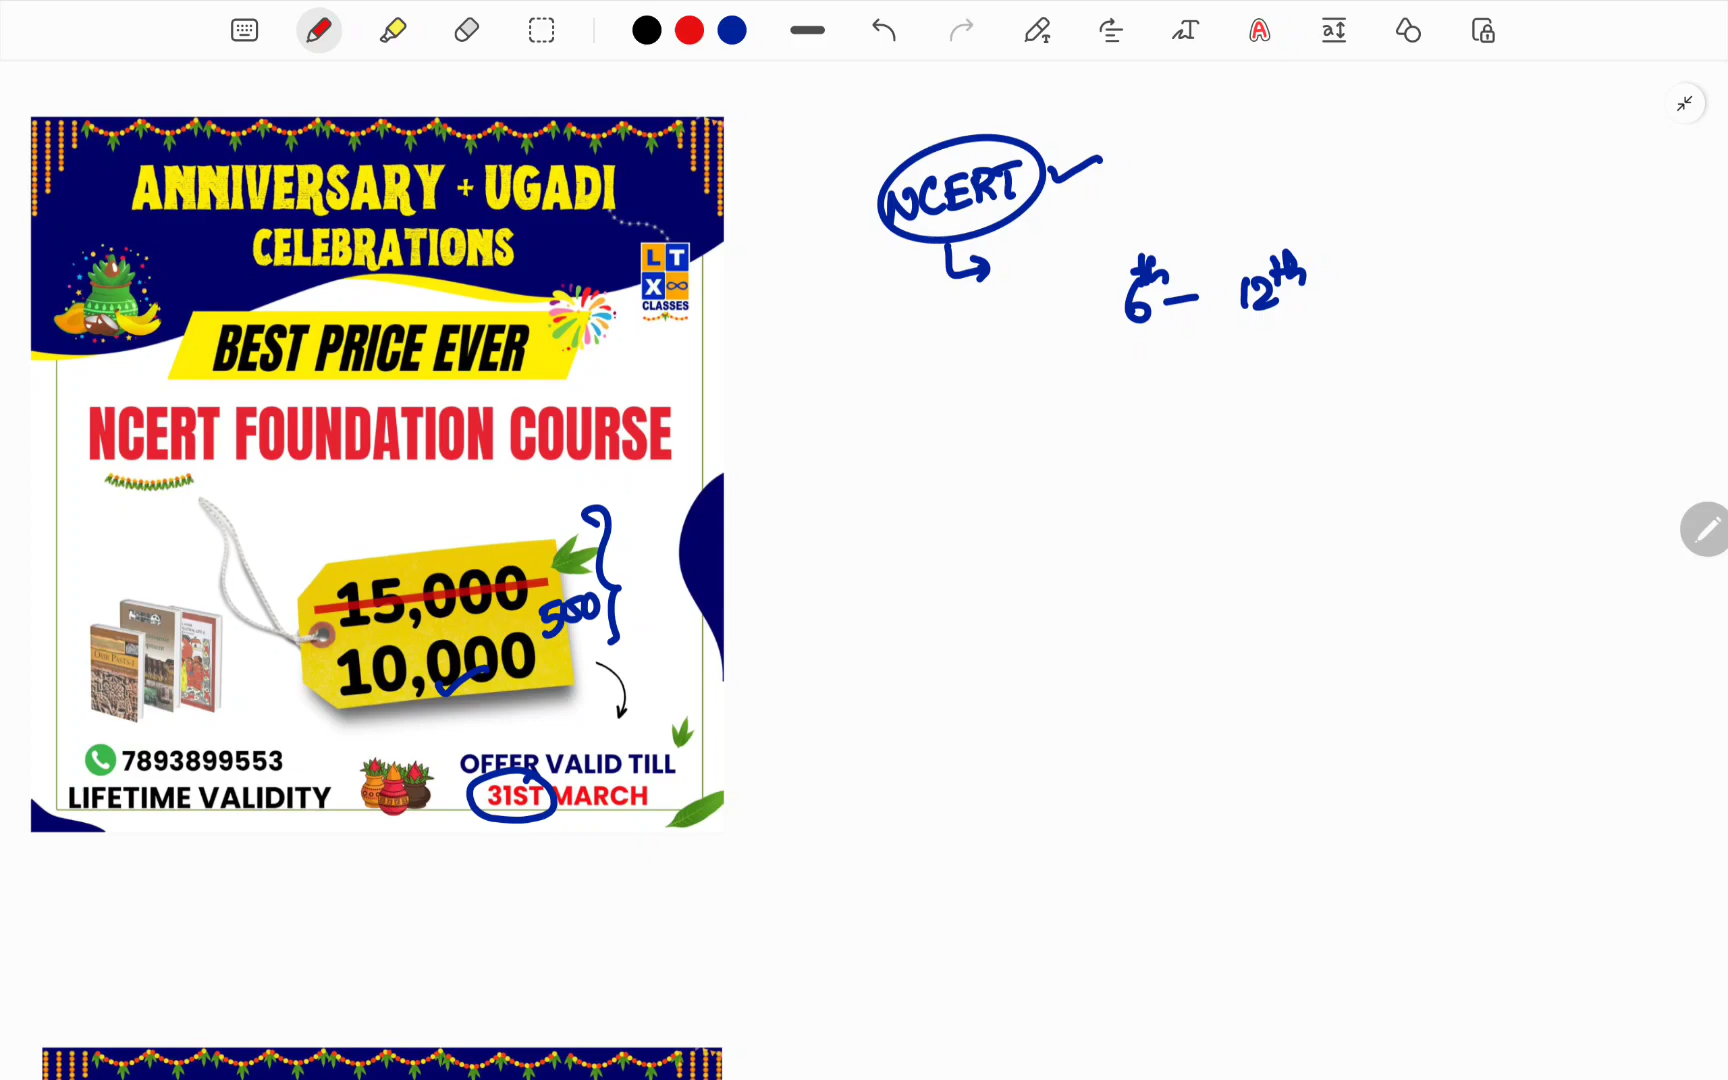 ANNIVERSARY + UGADI
CELEBRATIONS
L T
X ∞
CLASSES
BEST PRICE EVER
NCERT FOUNDATION COURSE
15,000
10,000
500
7893899553
LIFETIME VALIDITY
OFFER VALID TILL
31ST MARCH
NCERT
6th - 12th